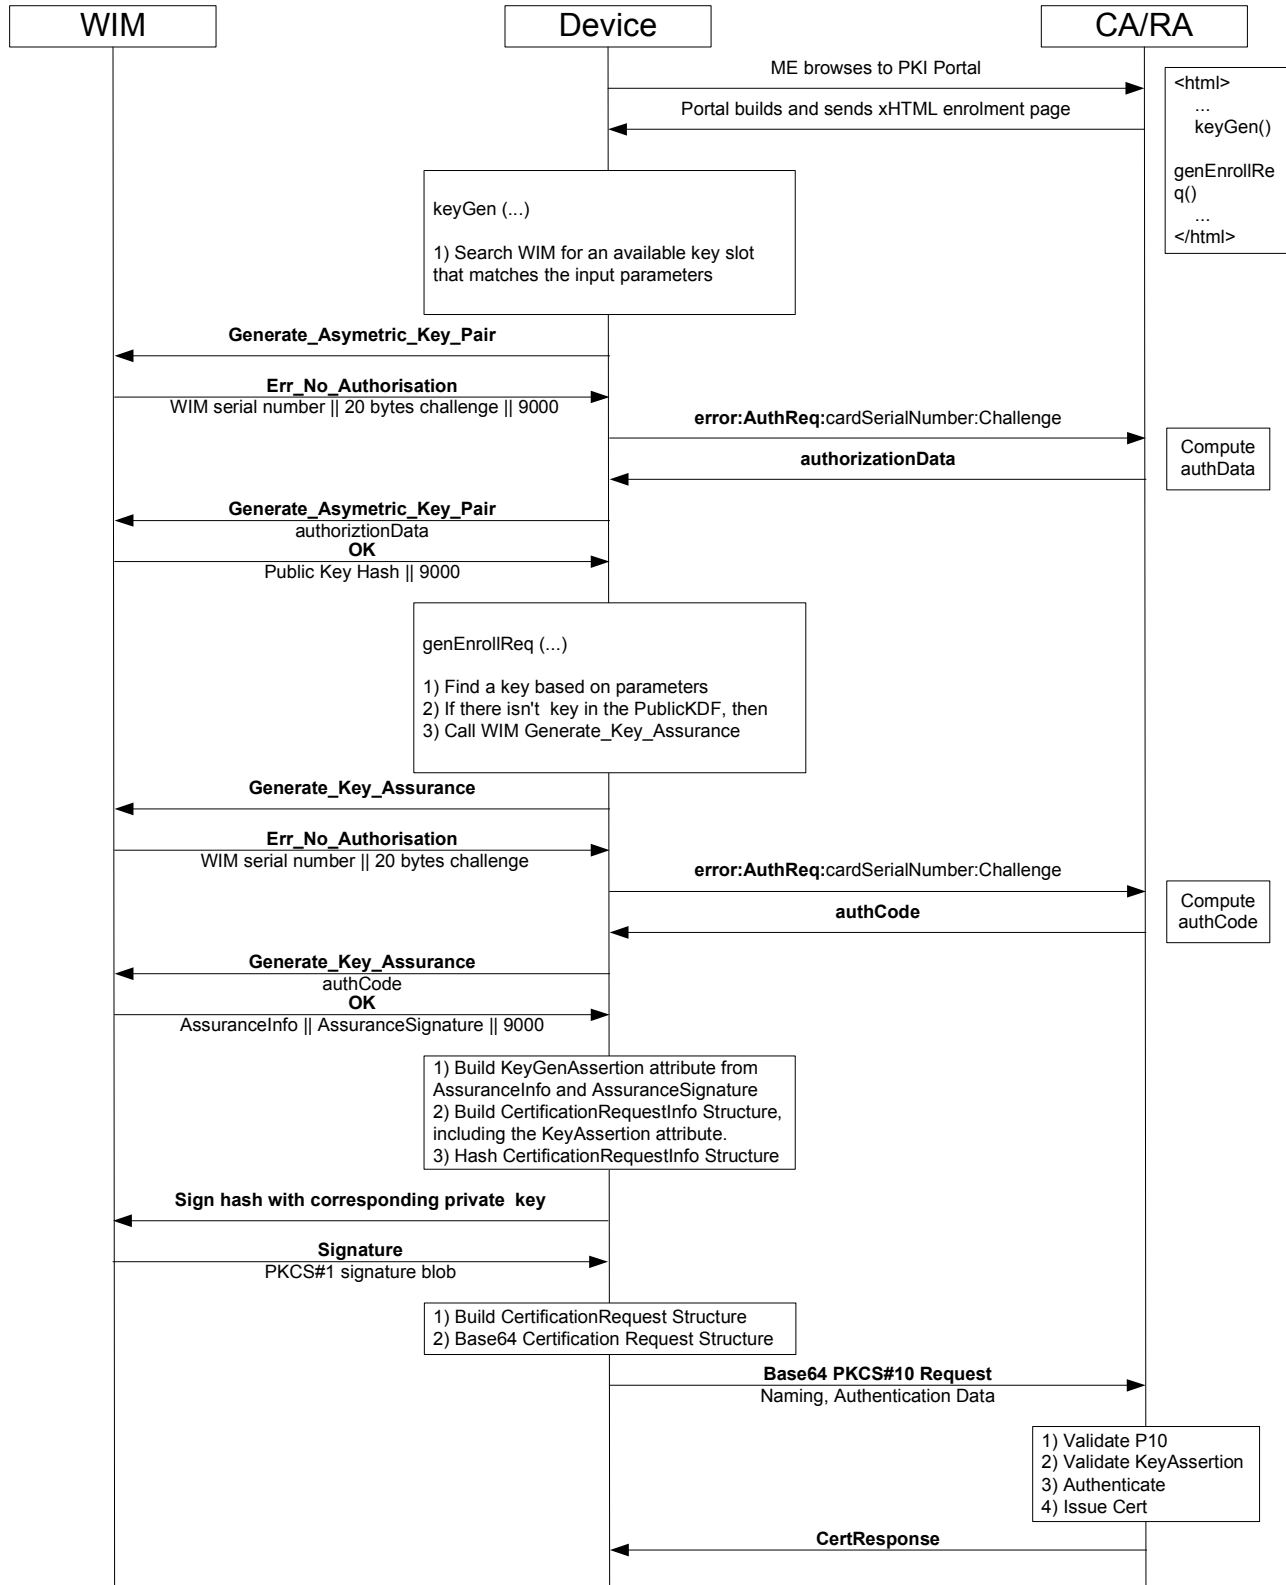 WIM
Device
CA/RA
ME browses to PKI Portal
<html>
...
keyGen()
genEnrollRe
q()
...
</html>
Portal builds and sends xHTML enrolment page
keyGen (...)
1) Search WIM for an available key slot
that matches the input parameters
Generate_Asymetric_Key_Pair
Err_No_Authorisation
WIM serial number || 20 bytes challenge || 9000
error:AuthReq:cardSerialNumber:Challenge
Compute
authData
authorizationData
Generate_Asymetric_Key_Pair
authoriztionData
OK
Public Key Hash || 9000
genEnrollReq (...)
1) Find a key based on parameters
2) If there isn't  key in the PublicKDF, then
3) Call WIM Generate_Key_Assurance
Generate_Key_Assurance
Err_No_Authorisation
WIM serial number || 20 bytes challenge
error:AuthReq:cardSerialNumber:Challenge
Compute
authCode
authCode
Generate_Key_Assurance
authCode
OK
AssuranceInfo || AssuranceSignature || 9000
1) Build KeyGenAssertion attribute from
AssuranceInfo and AssuranceSignature
2) Build CertificationRequestInfo Structure,
including the KeyAssertion attribute.
3) Hash CertificationRequestInfo Structure
Sign hash with corresponding private  key
Signature
PKCS#1 signature blob
1) Build CertificationRequest Structure
2) Base64 Certification Request Structure
Base64 PKCS#10 Request
Naming, Authentication Data
1) Validate P10
2) Validate KeyAssertion
3) Authenticate
4) Issue Cert
CertResponse